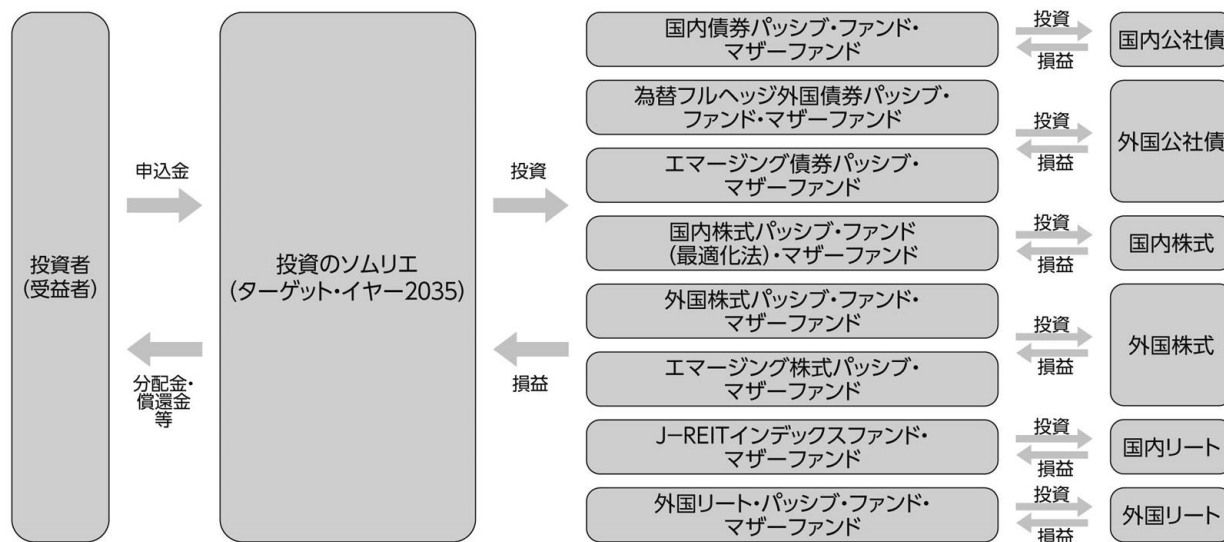 投資者
(受益者)
申込金
分配金・
償還金
等
投資のソムリエ
(ターゲット・イヤー2035)
投資
損益
国内債券パッシブ・ファンド・
マザーファンド
投資
損益
国内公社債
為替フルヘッジ外国債券パッシブ・
ファンド・マザーファンド
エマージング債券パッシブ・
マザーファンド
投資
損益
外国公社債
国内株式パッシブ・ファンド
(最適化法)・マザーファンド
投資
損益
国内株式
外国株式パッシブ・ファンド・
マザーファンド
エマージング株式パッシブ・
マザーファンド
投資
損益
外国株式
J-REITインデックスファンド・
マザーファンド
投資
損益
国内リート
外国リート・パッシブ・ファンド・
マザーファンド
投資
損益
外国リート